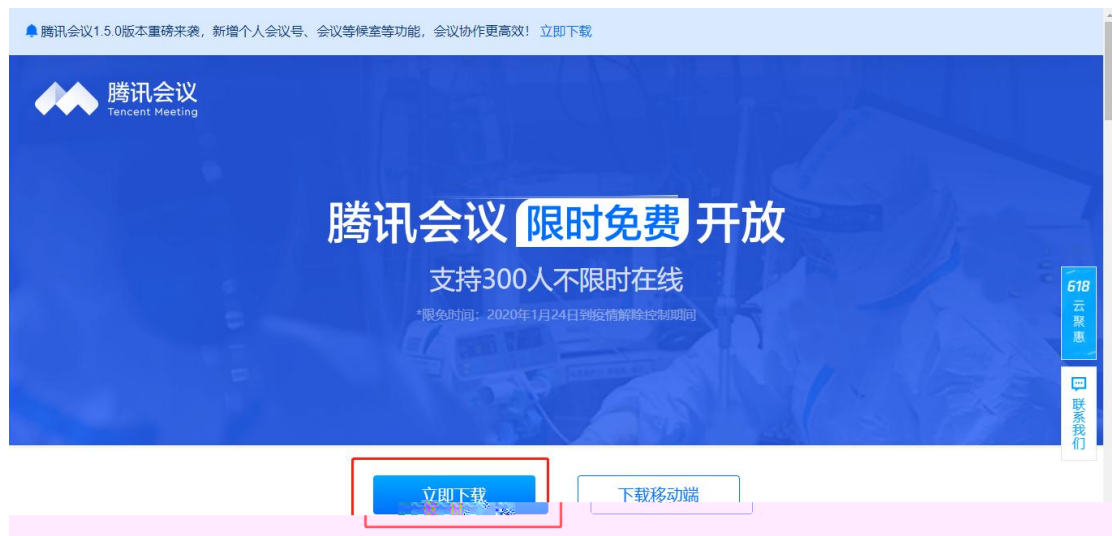 腾讯会议1.5.0版本重磅来袭，新增个人会议号、会议等候室等功能，会议协作更高效！ 立即下载
腾讯会议
Tencent Meeting
腾讯会议 限时免费 开放
支持300人不限时在线
*限免时间：2020年1月24日到疫情解除控制期间
618
云聚惠
联系我们
立即下载
下载移动端